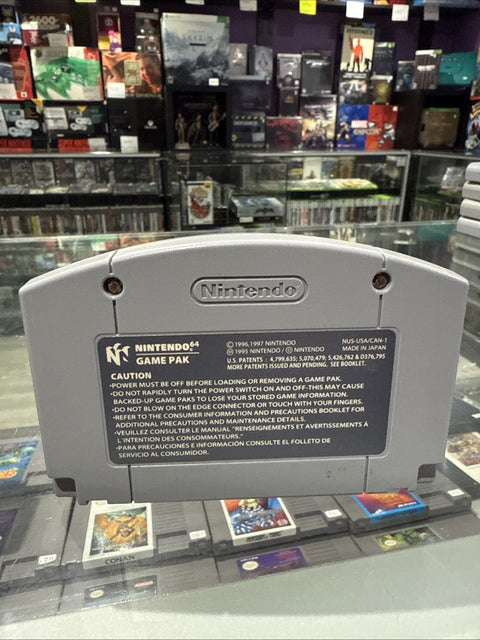 SKYRIM
CAPCOM
Nintendo
NINTENDO 64
GAME PAK
© 1996,1997 NINTENDO
Ⓜ 1995 NINTENDO / Ⓓ NINTENDO
U.S. PATENTS : 4,799,635; 5,070,479; 5,426,762 & D376,795
MORE PATENTS ISSUED AND PENDING. SEE BOOKLET.
NUS-USA/CAN-1
MADE IN JAPAN
CAUTION
•POWER MUST BE OFF BEFORE LOADING OR REMOVING A GAME PAK.
•DO NOT RAPIDLY TURN THE POWER SWITCH ON AND OFF-THIS MAY CAUSE
BACKED-UP GAME PAKS TO LOSE YOUR STORED GAME INFORMATION.
•DO NOT BLOW ON THE EDGE CONNECTOR OR TOUCH WITH YOUR FINGERS.
•REFER TO THE CONSUMER INFORMATION AND PRECAUTIONS BOOKLET FOR
ADDITIONAL PRECAUTIONS AND MAINTENANCE DETAILS.
•VEUILLEZ CONSULTER LE MANUAL "RENSEIGNEMENTS ET AVERTISSEMENTS À
L'INTENTION DES CONSOMMATEURS."
•PARA PRECAUCIONES E INFORMACIÓN CONSULTE EL FOLLETO DE
SERVICIO AL CONSUMIDOR.
CONAN